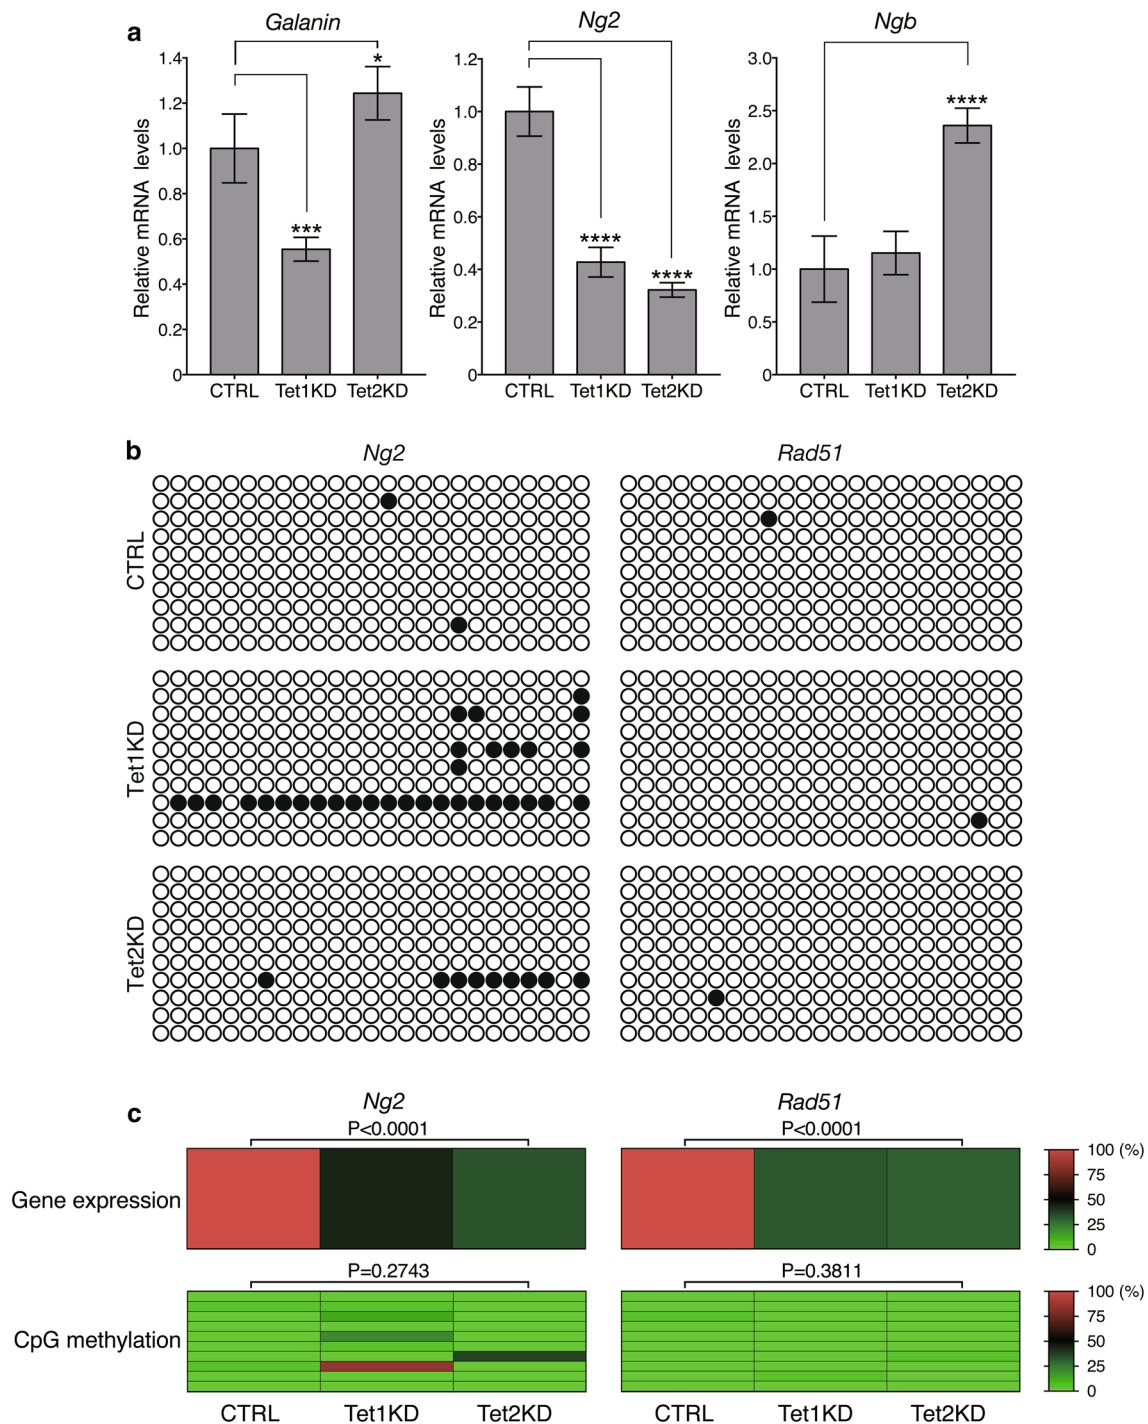 a
Galanin
Ng2
Ngb
Relative mRNA levels
1.4
1.2
1.0
0.8
0.6
0.4
0.2
0
***
*
CTRL Tet1KD Tet2KD
Relative mRNA levels
1.2
1.0
0.8
0.6
0.4
0.2
0
****
****
CTRL Tet1KD Tet2KD
Relative mRNA levels
3.0
2.5
2.0
1.5
1.0
0.5
0
****
CTRL Tet1KD Tet2KD
b
Ng2
Rad51
CTRL
Tet1KD
Tet2KD
c
Ng2
Rad51
P<0.0001
P<0.0001
Gene expression
100 (%)
75
50
25
0
P=0.2743
P=0.3811
CpG methylation
100 (%)
75
50
25
0
CTRL Tet1KD Tet2KD
CTRL Tet1KD Tet2KD